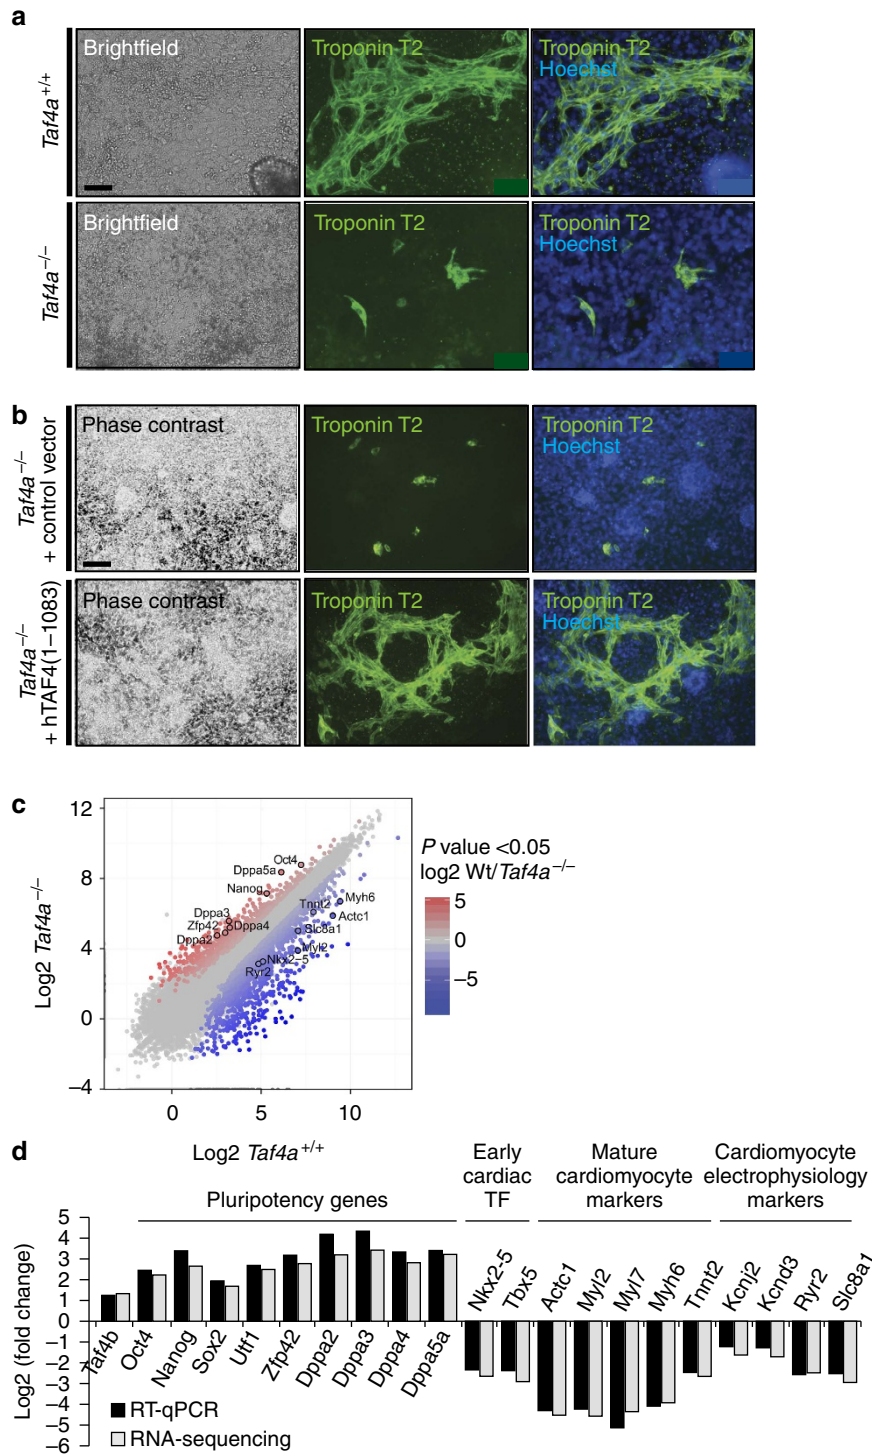 a
Taf4a+/+
Brightfield
Troponin T2
Troponin T2
Hoechst
Taf4a−/−
Brightfield
Troponin T2
Troponin T2
Hoechst
b
Taf4a−/−
+ control vector
Phase contrast
Troponin T2
Troponin T2
Hoechst
Taf4a−/−
+ hTAF4(1–1083)
Phase contrast
Troponin T2
Troponin T2
Hoechst
c
Log2 Taf4a−/−
12
8
4
0
−4
0
5
10
Log2 Taf4a+/+
Oct4
Dppa5a
Nanog
Dppa3
Zfp42
Dppa4
Dppa2
Tnnt2
Myh6
Actc1
Slc8a1
Myl2
Nkx2−5
Ryr2
P value <0.05
log2 Wt/Taf4a−/−
5
0
−5
d
Pluripotency genes
Early
cardiac
TF
Mature
cardiomyocyte
markers
Cardiomyocyte
electrophysiology
markers
Log2 (fold change)
5
4
3
2
1
0
−1
−2
−3
−4
−5
−6
Taf4b
Oct4
Nanog
Sox2
Utf1
Zfp42
Dppa2
Dppa3
Dppa4
Dppa5a
Nkx2-5
Tbx5
Actc1
Myl2
Myl7
Myh6
Tnnt2
Kcnj2
Kcnd3
Ryr2
Slc8a1
RT-qPCR
RNA-sequencing